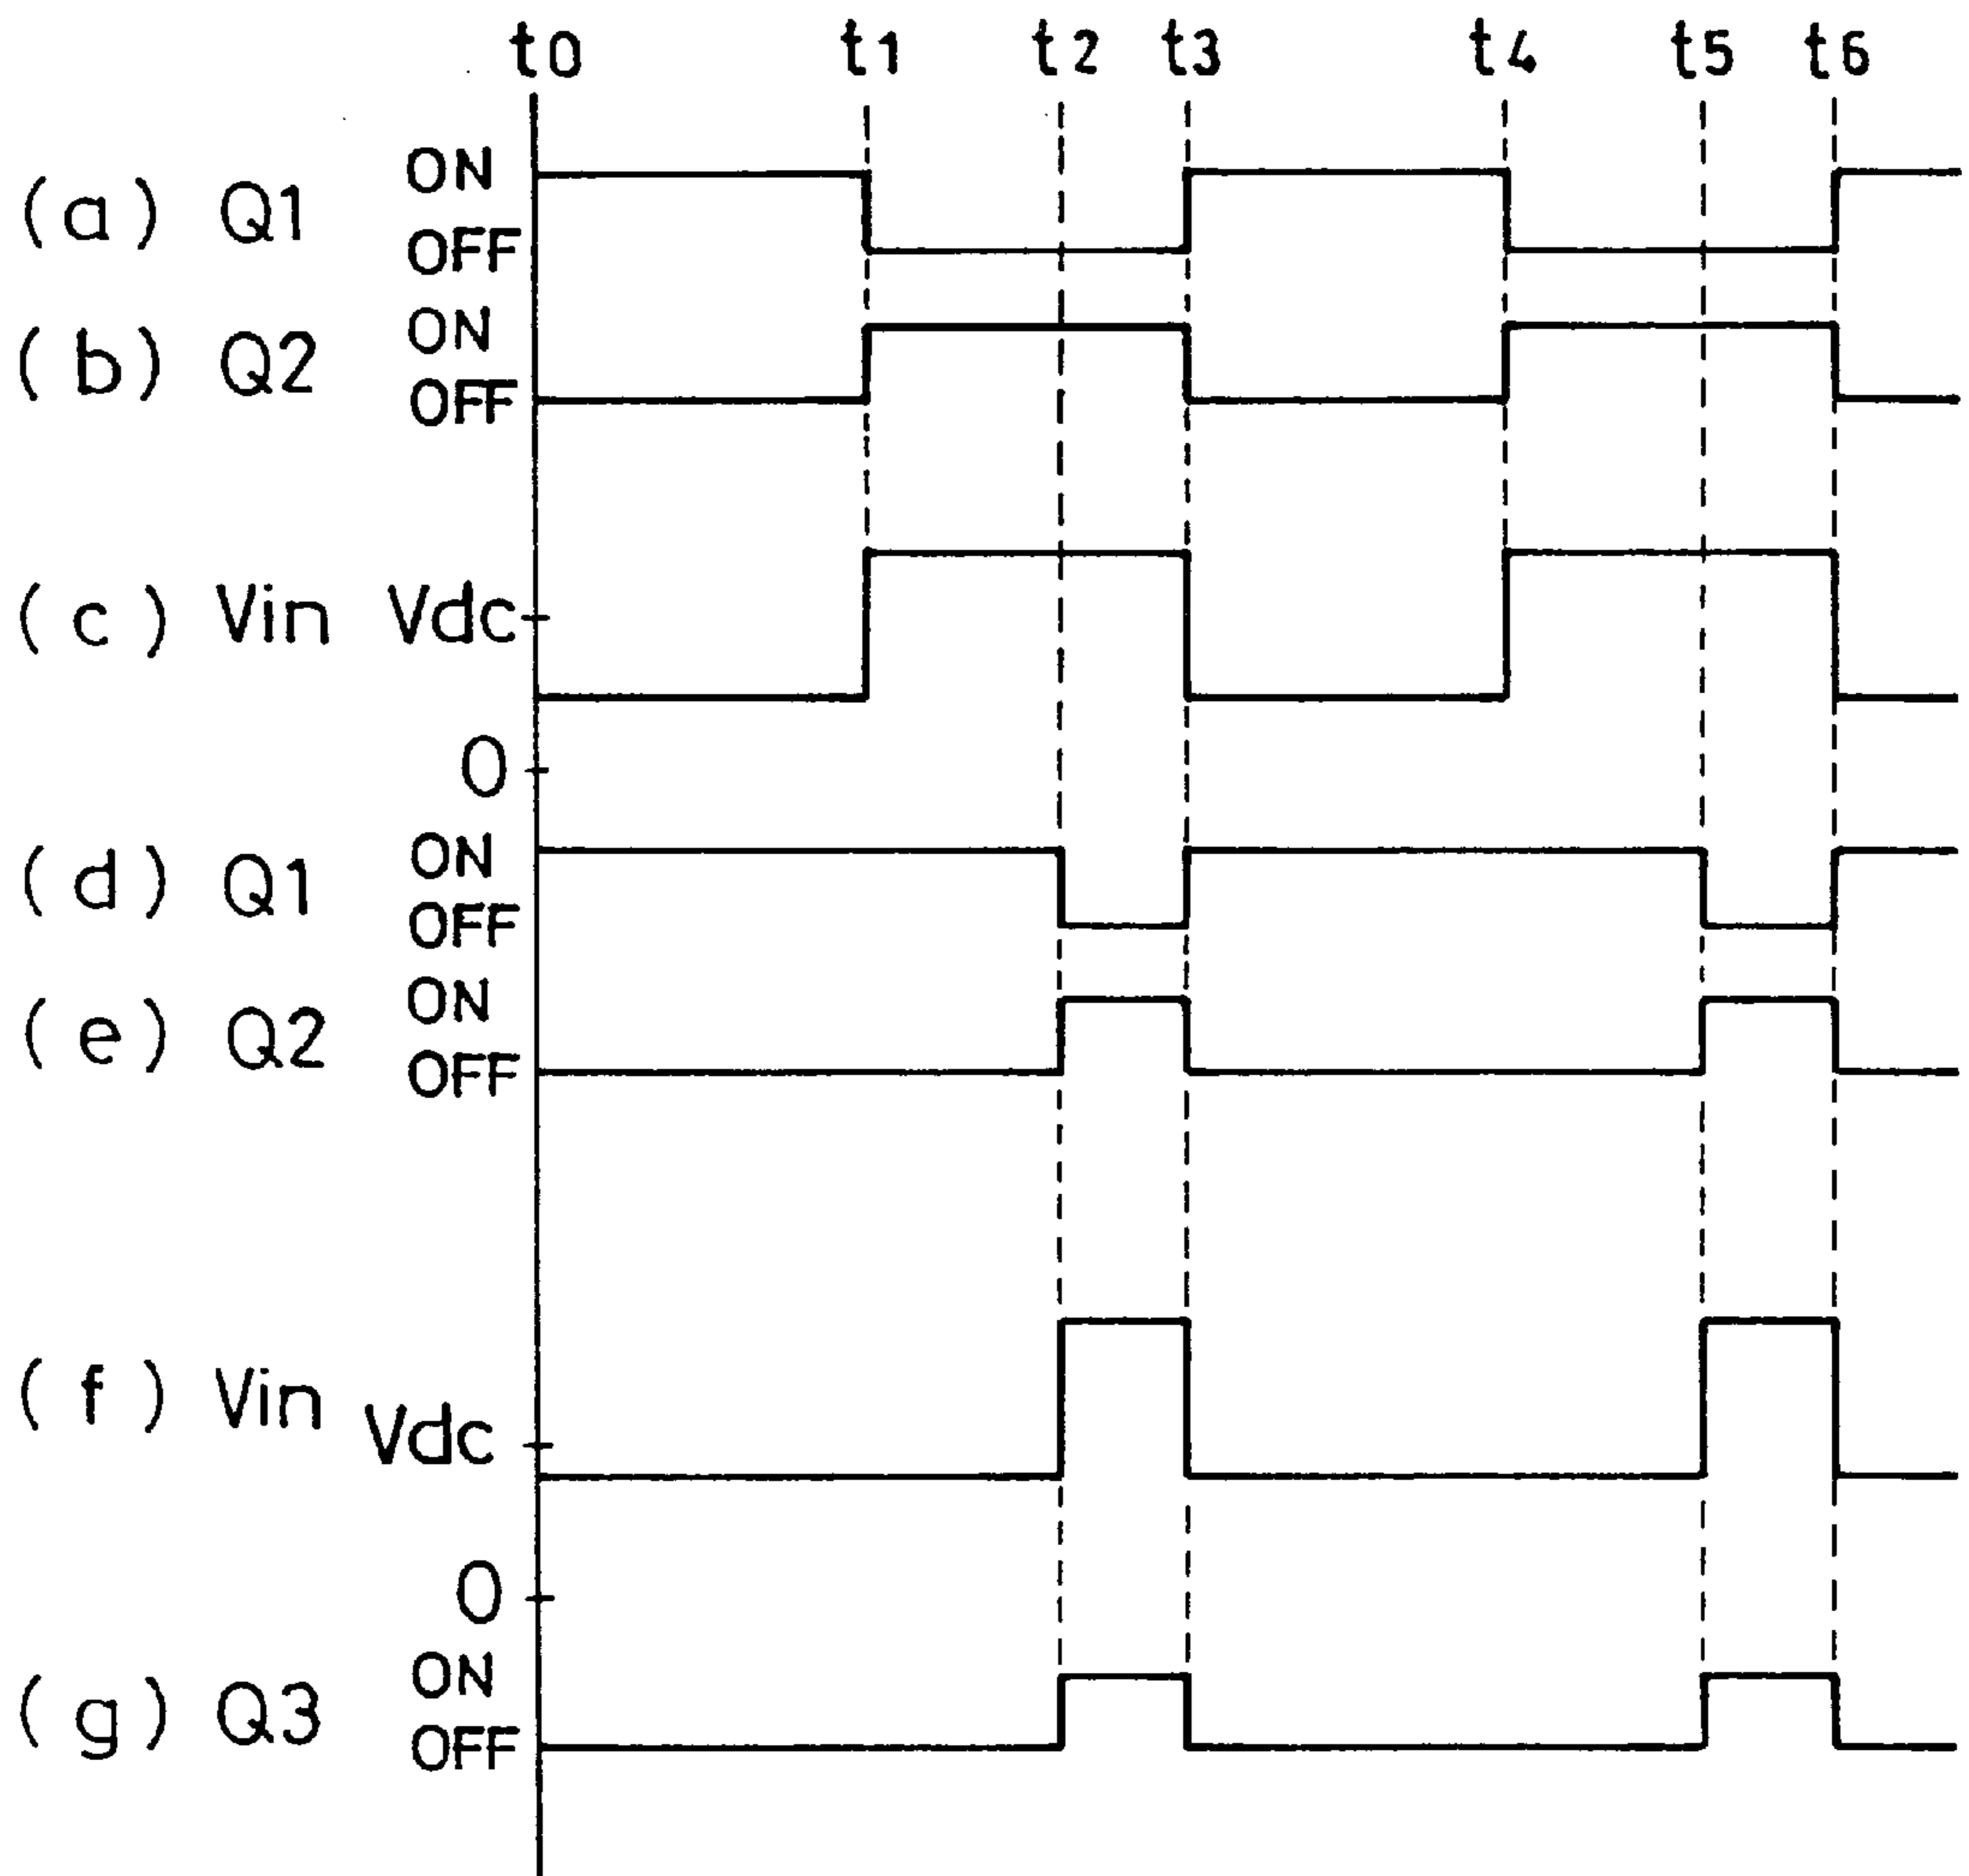 t0 t1 t2 t3 t4 t5 t6
(a) Q1 ON
OFF
(b) Q2 ON
OFF
(c) Vin Vdc
0
(d) Q1 ON
OFF
(e) Q2 ON
OFF
(f) Vin Vdc
0
(g) Q3 ON
OFF